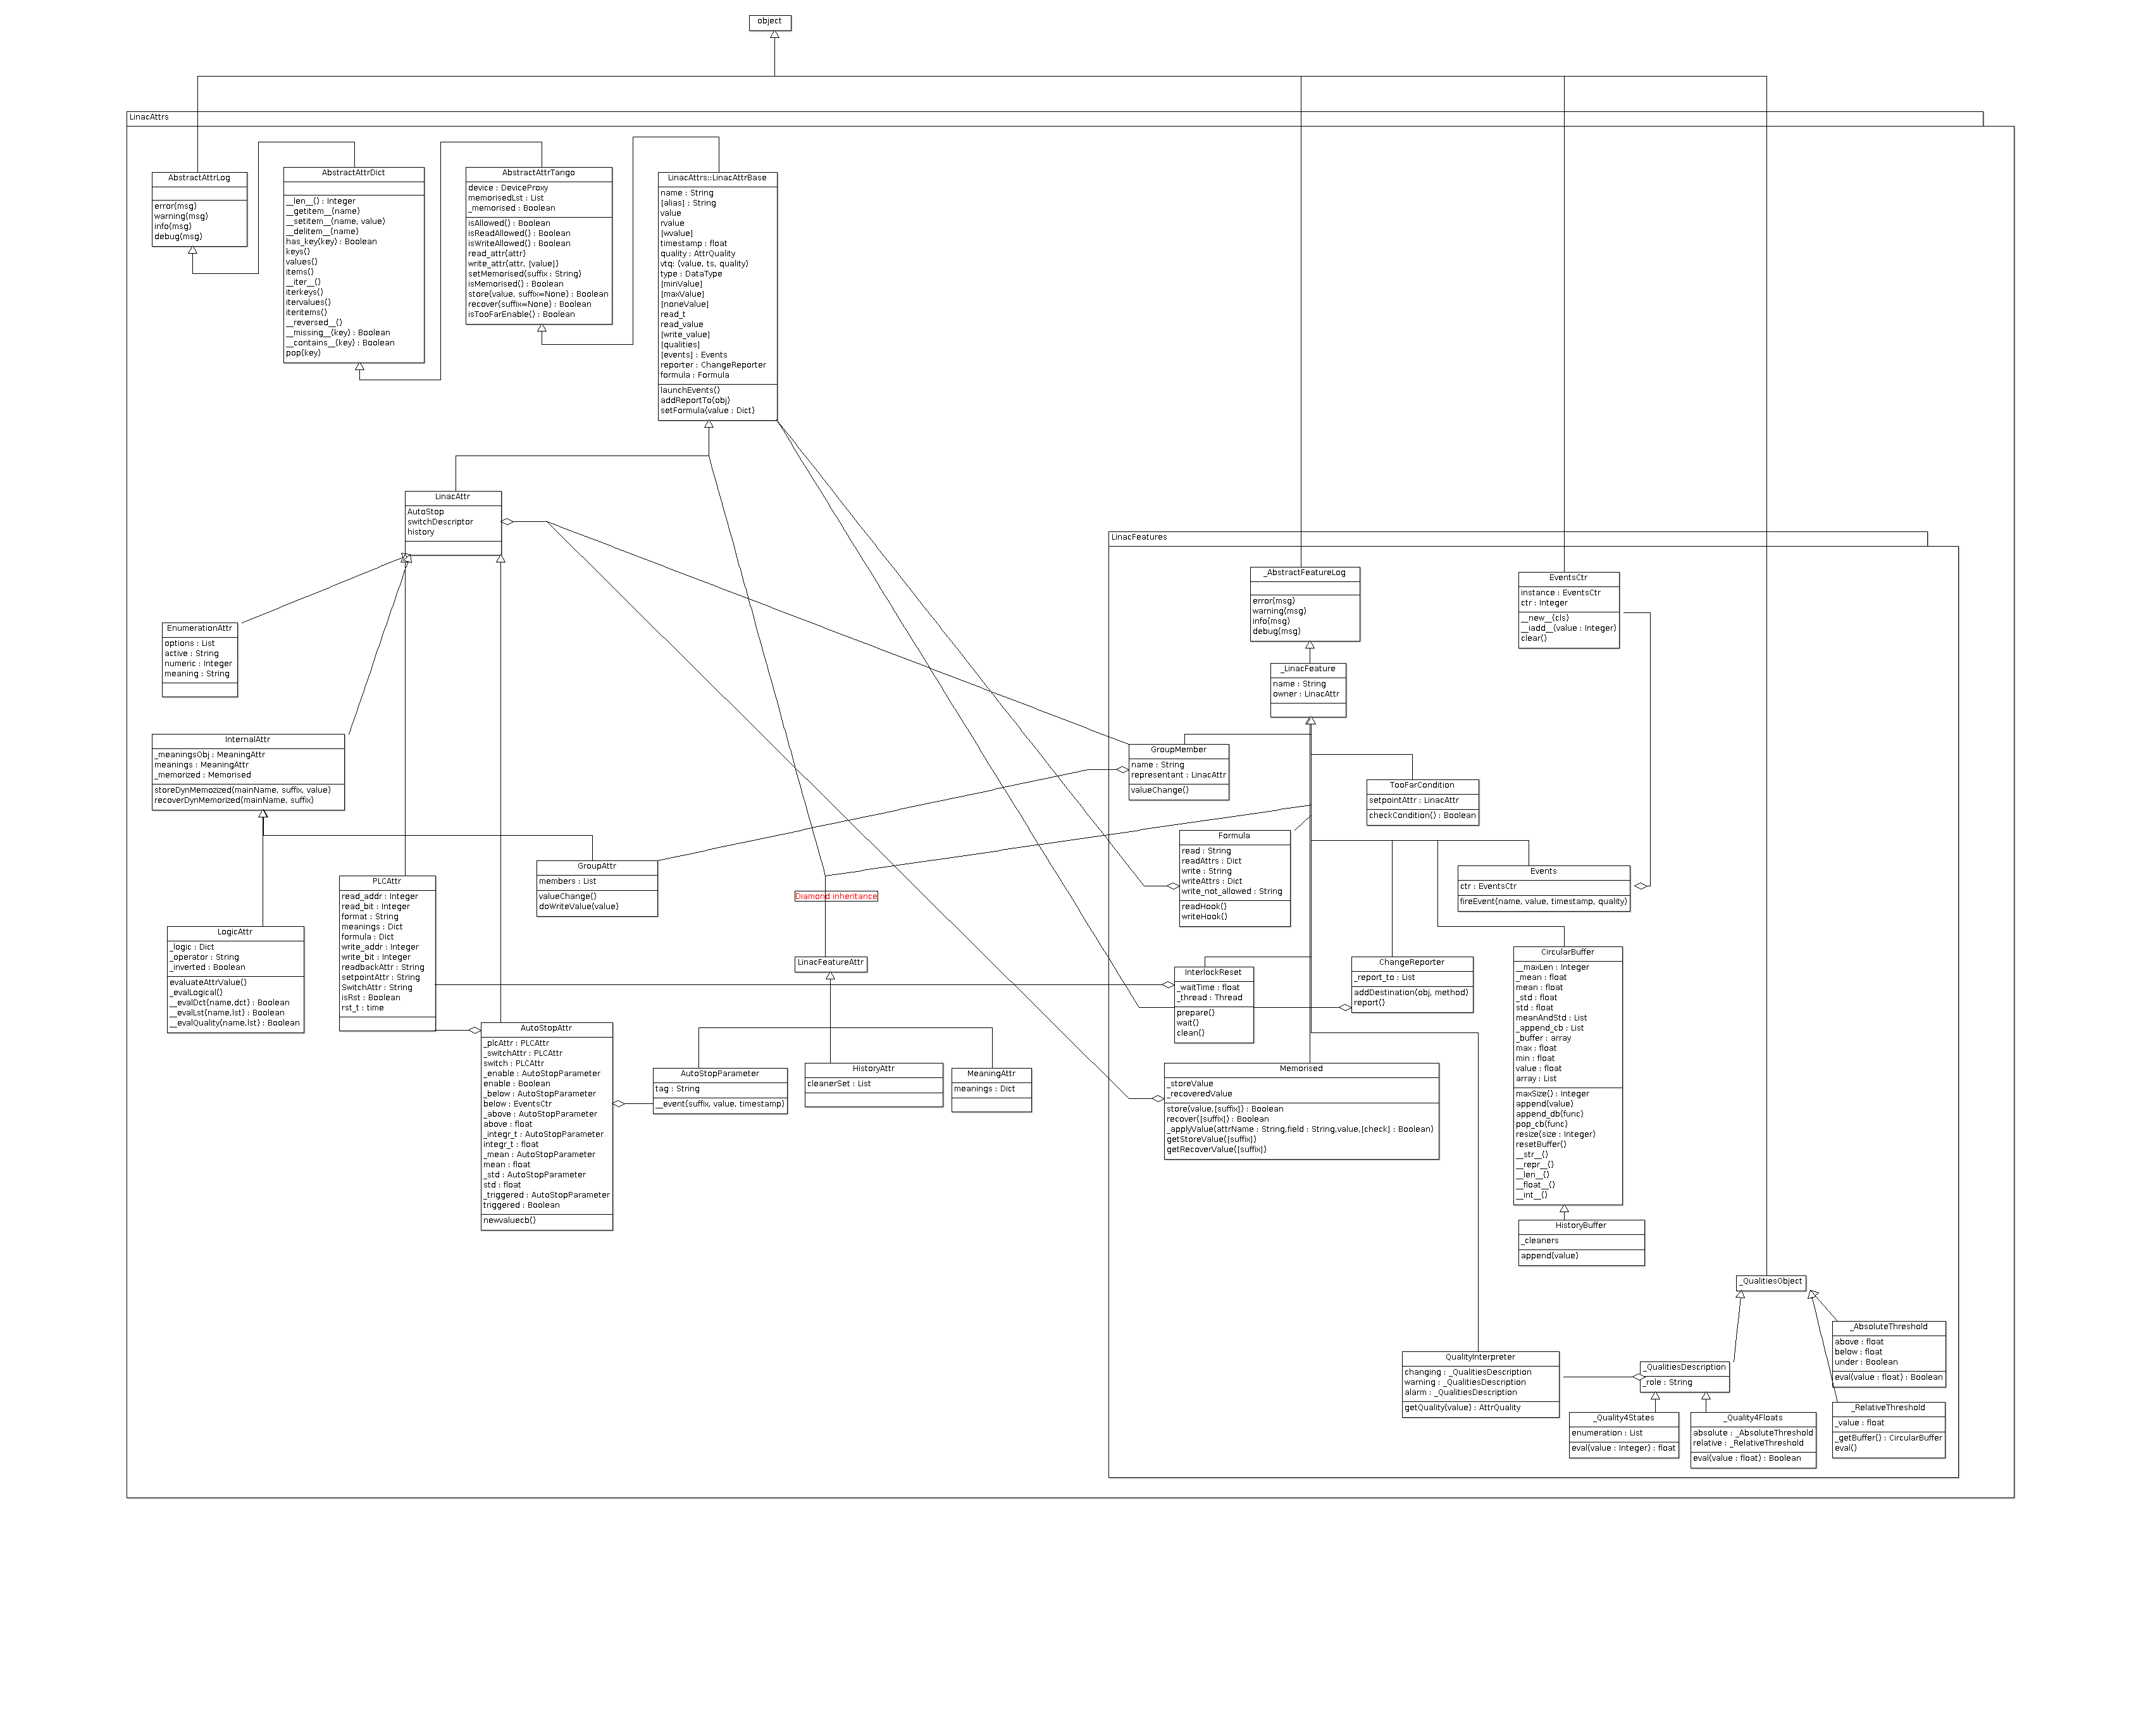 object
LinacAttrs
AbstractAttrLog
error(msg)
warning(msg)
info(msg)
debug(msg)
AbstractAttrDict
__len__() : Integer
__getitem__(name)
__setitem__(name, value)
__delitem__(name)
has_key(key) : Boolean
keys()
values()
items()
__iter__()
iterkeys()
itervalues()
iteritems()
__reversed__()
__missing__(key) : Boolean
__contains__(key) : Boolean
pop(key)
AbstractAttrTango
device : DeviceProxy
memorisedLst : List
_memorised : Boolean
isAllowed() : Boolean
isReadAllowed() : Boolean
isWriteAllowed() : Boolean
read_attr(attr)
write_attr(attr, [value])
setMemorised(suffix : String)
isMemorised() : Boolean
store(value, suffix=None) : Boolean
recover(suffix=None) : Boolean
isTooFarEnable() : Boolean
LinacAttrs::LinacAttrBase
name : String
[alias] : String
value
rvalue
[wvalue]
timestamp : float
quality : AttrQuality
vtq: (value, ts, quality)
type : DataType
[minValue]
[maxValue]
[noneValue]
read_t
read_value
[write_value]
[qualities]
[events] : Events
reporter : ChangeReporter
formula : Formula
launchEvents()
addReportTo(obj)
setFormula(value : Dict)
LinacAttr
AutoStop
switchDescriptor
history
EnumerationAttr
options : List
active : String
numeric : Integer
meaning : String
InternalAttr
_meaningsObj : MeaningAttr
meanings : MeaningAttr
_memorized : Memorised
storeDynMemozized(mainName, suffix, value)
recoverDynMemorized(mainName, suffix)
LogicAttr
_logic : Dict
_operator : String
_inverted : Boolean
evaluateAttrValue()
_evalLogical()
__evalDct(name,dct) : Boolean
__evalLst(name,lst) : Boolean
__evalQuality(name,lst) : Boolean
PLCAttr
read_addr : Integer
read_bit : Integer
format : String
meanings : Dict
formula : Dict
write_addr : Integer
write_bit : Integer
readbackAttr : String
setpointAttr : String
SwitchAttr : String
isRst : Boolean
rst_t : time
GroupAttr
members : List
valueChange()
doWriteValue(value)
AutoStopAttr
_plcAttr : PLCAttr
_switchAttr : PLCAttr
switch : PLCAttr
_enable : AutoStopParameter
enable : Boolean
_below : AutoStopParameter
below : EventsCtr
_above : AutoStopParameter
above : float
_integr_t : AutoStopParameter
integr_t : float
_mean : AutoStopParameter
mean : float
_std : AutoStopParameter
std : float
_triggered : AutoStopParameter
triggered : Boolean
newvaluecb()
Diamond inheritance
LinacFeatureAttr
AutoStopParameter
tag : String
__event(suffix, value, timestamp)
HistoryAttr
cleanerSet : List
MeaningAttr
meanings : Dict
LinacFeatures
_AbstractFeatureLog
error(msg)
warning(msg)
info(msg)
debug(msg)
EventsCtr
instance : EventsCtr
ctr : Integer
__new__(cls)
__iadd__(value : Integer)
clear()
_LinacFeature
name : String
owner : LinacAttr
GroupMember
name : String
representant : LinacAttr
valueChange()
TooFarCondition
setpointAttr : LinacAttr
checkCondition() : Boolean
Formula
read : String
readAttrs : Dict
write : String
writeAttrs : Dict
write_not_allowed : String
readHook()
writeHook()
Events
ctr : EventsCtr
fireEvent(name, value, timestamp, quality)
InterlockReset
_waitTime : float
_thread : Thread
prepare()
wait()
clean()
ChangeReporter
_report_to : List
addDestination(obj, method)
report()
CircularBuffer
__maxLen : Integer
_mean : float
mean : float
_std : float
std : float
meanAndStd : List
_append_cb : List
_buffer : array
max : float
min : float
value : float
array : List
maxSize() : Integer
append(value)
append_db(func)
pop_cb(func)
resize(size : Integer)
resetBuffer()
__str__()
__repr__()
__len__()
__float__()
__int__()
Memorised
_storeValue
_recoveredValue
store(value,[suffix]) : Boolean
recover([suffix]) : Boolean
_applyValue(attrName : String,field : String,value,[check] : Boolean)
getStoreValue([suffix])
getRecoverValue([suffix])
HistoryBuffer
_cleaners
append(value)
_QualitiesObject
_AbsoluteThreshold
above : float
below : float
under : Boolean
eval(value : float) : Boolean
QualityInterpreter
changing : _QualitiesDescription
warning : _QualitiesDescription
alarm : _QualitiesDescription
getQuality(value) : AttrQuality
_QualitiesDescription
_role : String
_RelativeThreshold
_value : float
_getBuffer() : CircularBuffer
eval()
_Quality4States
enumeration : List
eval(value : Integer) : float
_Quality4Floats
absolute : _AbsoluteThreshold
relative : _RelativeThreshold
eval(value : float) : Boolean